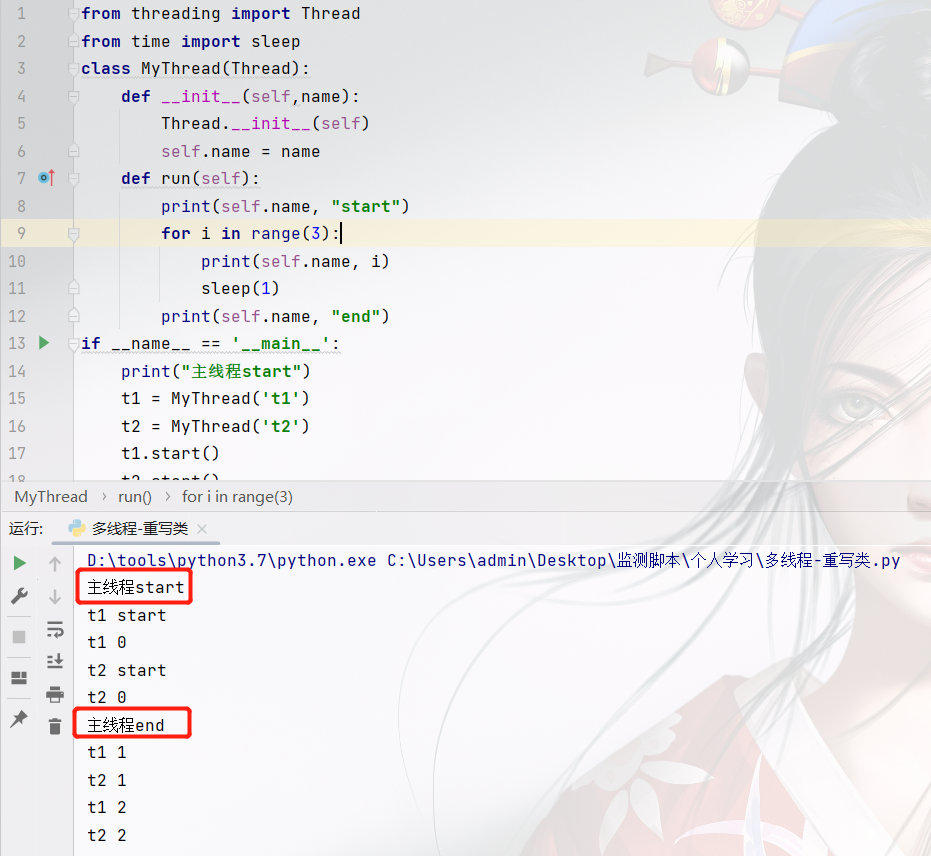 1 from threading import Thread
2 from time import sleep
3 class MyThread(Thread):
4 def __init__(self,name):
5 Thread.__init__(self)
6 self.name = name
7 def run(self):
8 print(self.name, "start")
9 for i in range(3):
10 print(self.name, i)
11 sleep(1)
12 print(self.name, "end")
13 if __name__ == '__main__':
14 print("主线程start")
15 t1 = MyThread('t1')
16 t2 = MyThread('t2')
17 t1.start()
18 t2.start()
MyThread › run() › for i in range(3)
运行: 多线程-重写类 ×
D:\tools\python3.7\python.exe C:\Users\admin\Desktop\监测脚本\个人学习\多线程-重写类.py
主线程start
t1 start
t1 0
t2 start
t2 0
主线程end
t1 1
t2 1
t1 2
t2 2